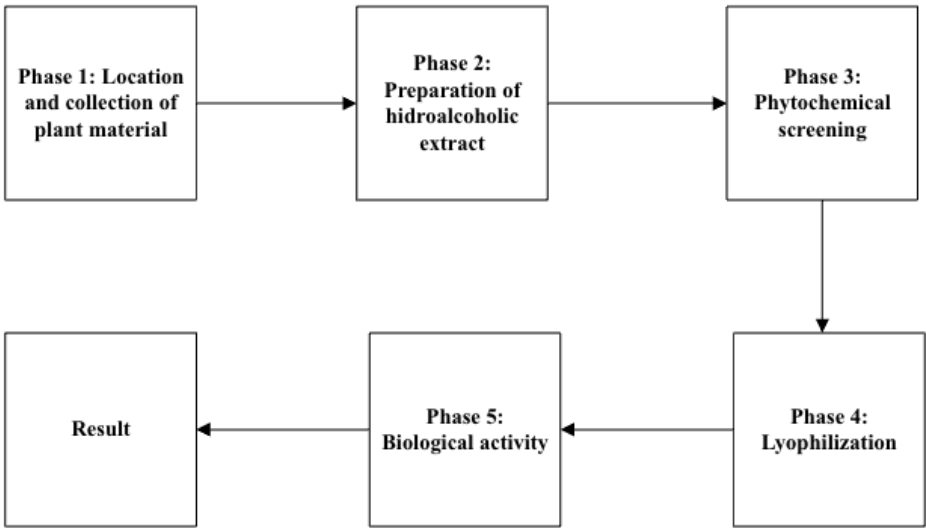 Phase 1: Location
and collection of
plant material
Phase 2:
Preparation of
hidroalcoholic
extract
Phase 3:
Phytochemical
screening
Phase 4:
Lyophilization
Phase 5:
Biological activity
Result